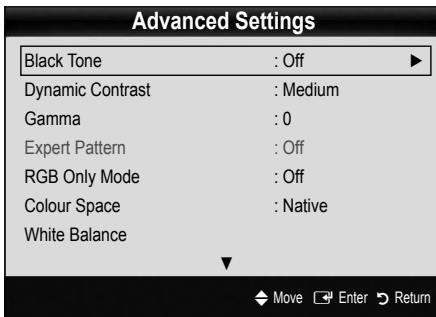 Advanced Settings
Black Tone : Off ►
Dynamic Contrast : Medium
Gamma : 0
Expert Pattern : Off
RGB Only Mode : Off
Colour Space : Native
White Balance
▼
Move Enter Return